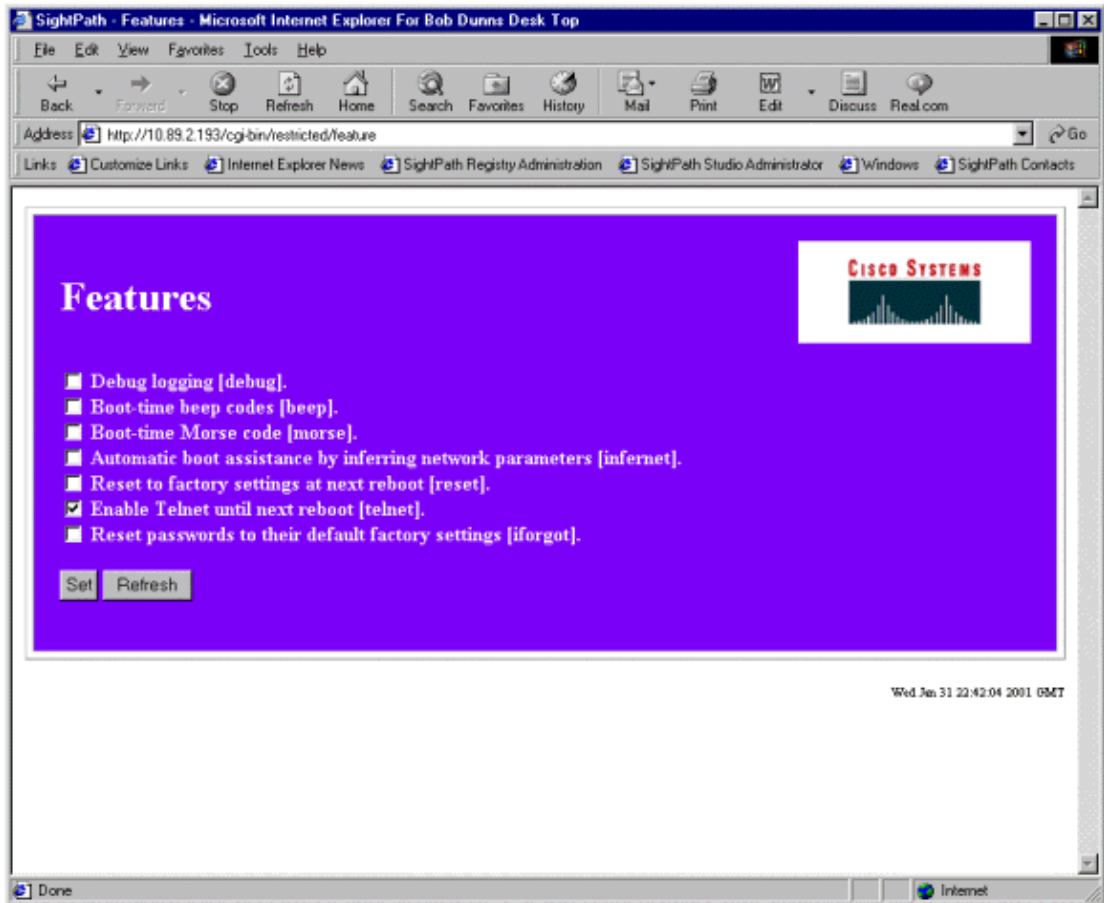 SightPath - Features - Microsoft Internet Explorer For Bob Dunns Desk Top
File Edit View Favorites Tools Help
Back Forward Stop Refresh Home Search Favorites History Mail Print Edit Discuss Real.com
Address http://10.89.2.193/cgi-bin/restricted/feature Go
Links Customize Links Internet Explorer News SightPath Registry Administration SightPath Studio Administrator Windows SightPath Contacts
CISCO SYSTEMS
Features
Debug logging [debug].
Boot-time beep codes [beep].
Boot-time Morse code [morse].
Automatic boot assistance by inferring network parameters [infernet].
Reset to factory settings at next reboot [reset].
Enable Telnet until next reboot [telnet].
Reset passwords to their default factory settings [iforgot].
Set Refresh
Wed Jan 31 22:42:04 2001 GMT
Done Internet